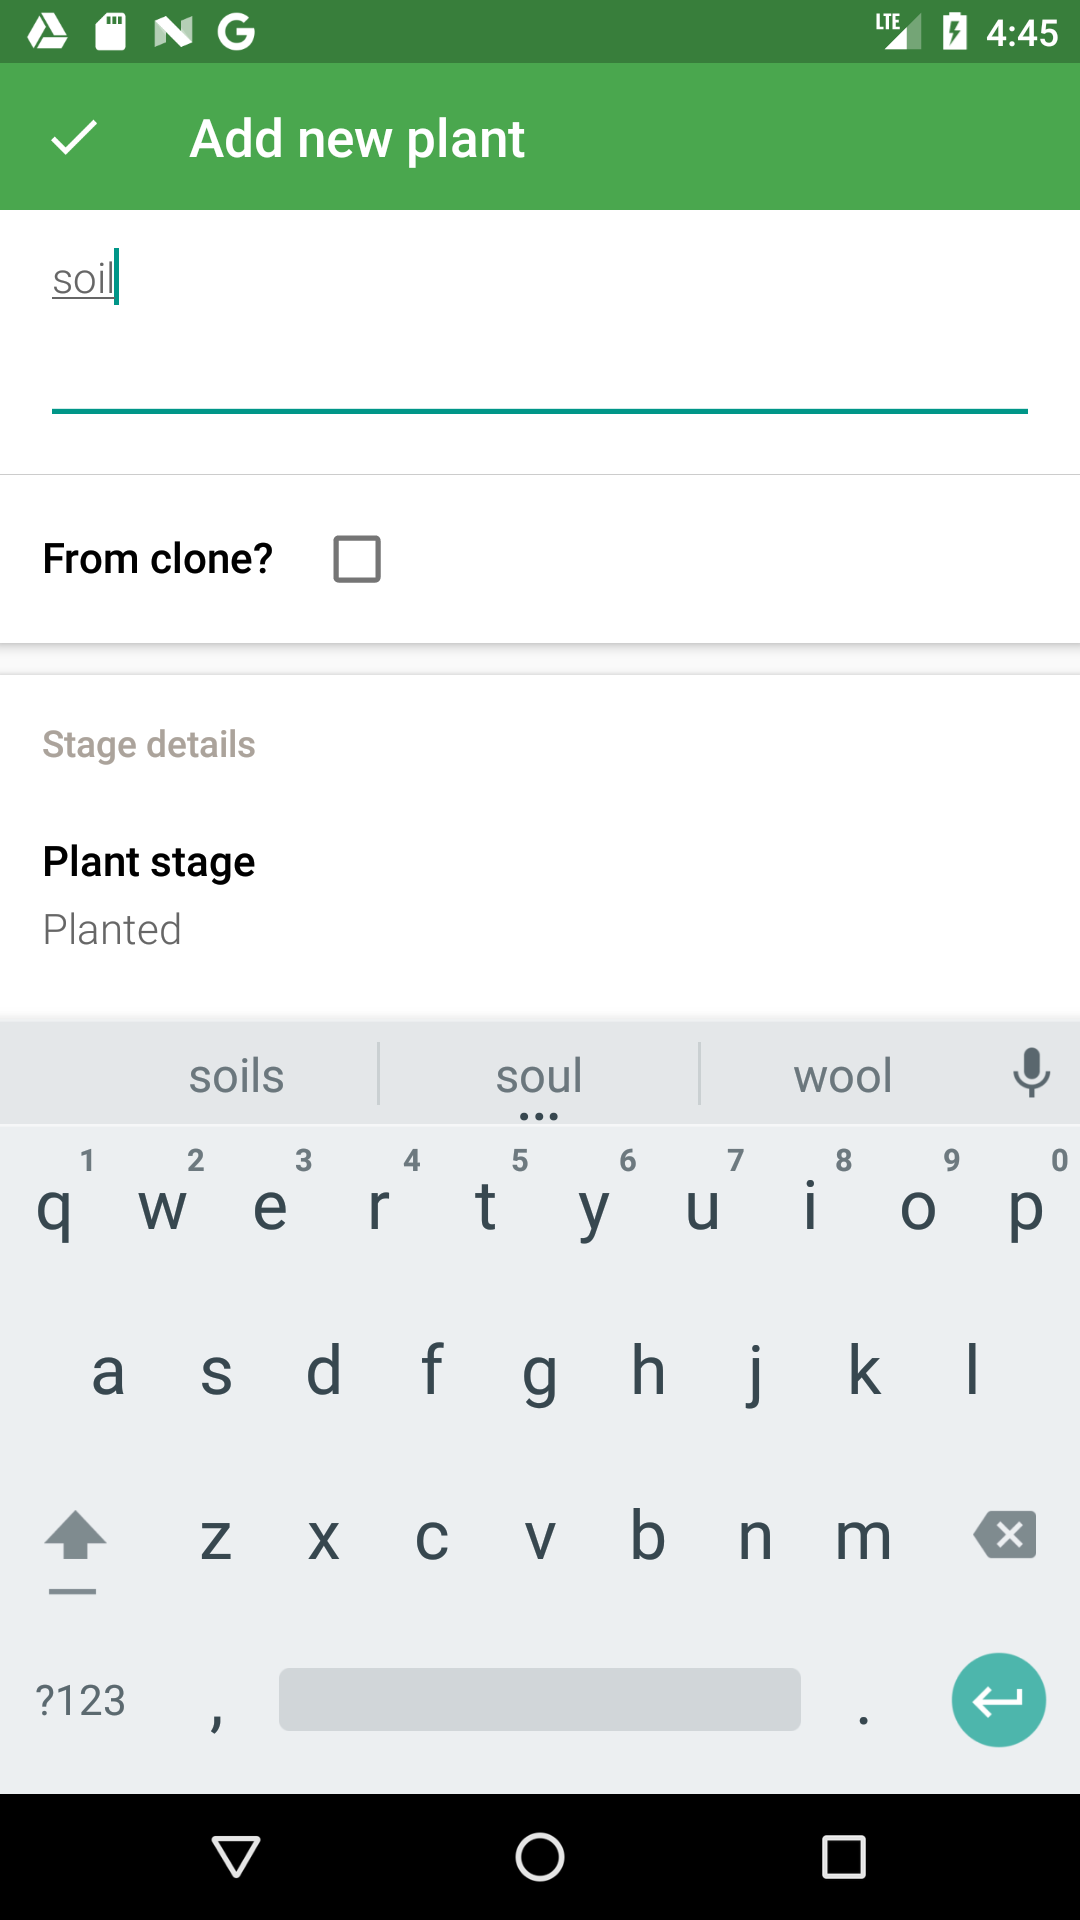 LTE 4:45
Add new plant
soil
From clone?
Stage details
Plant stage
Planted
soils soul wool
1 2 3 4 5 6 7 8 9 0
q w e r t y u i o p
a s d f g h j k l
z x c v b n m
?123 , .